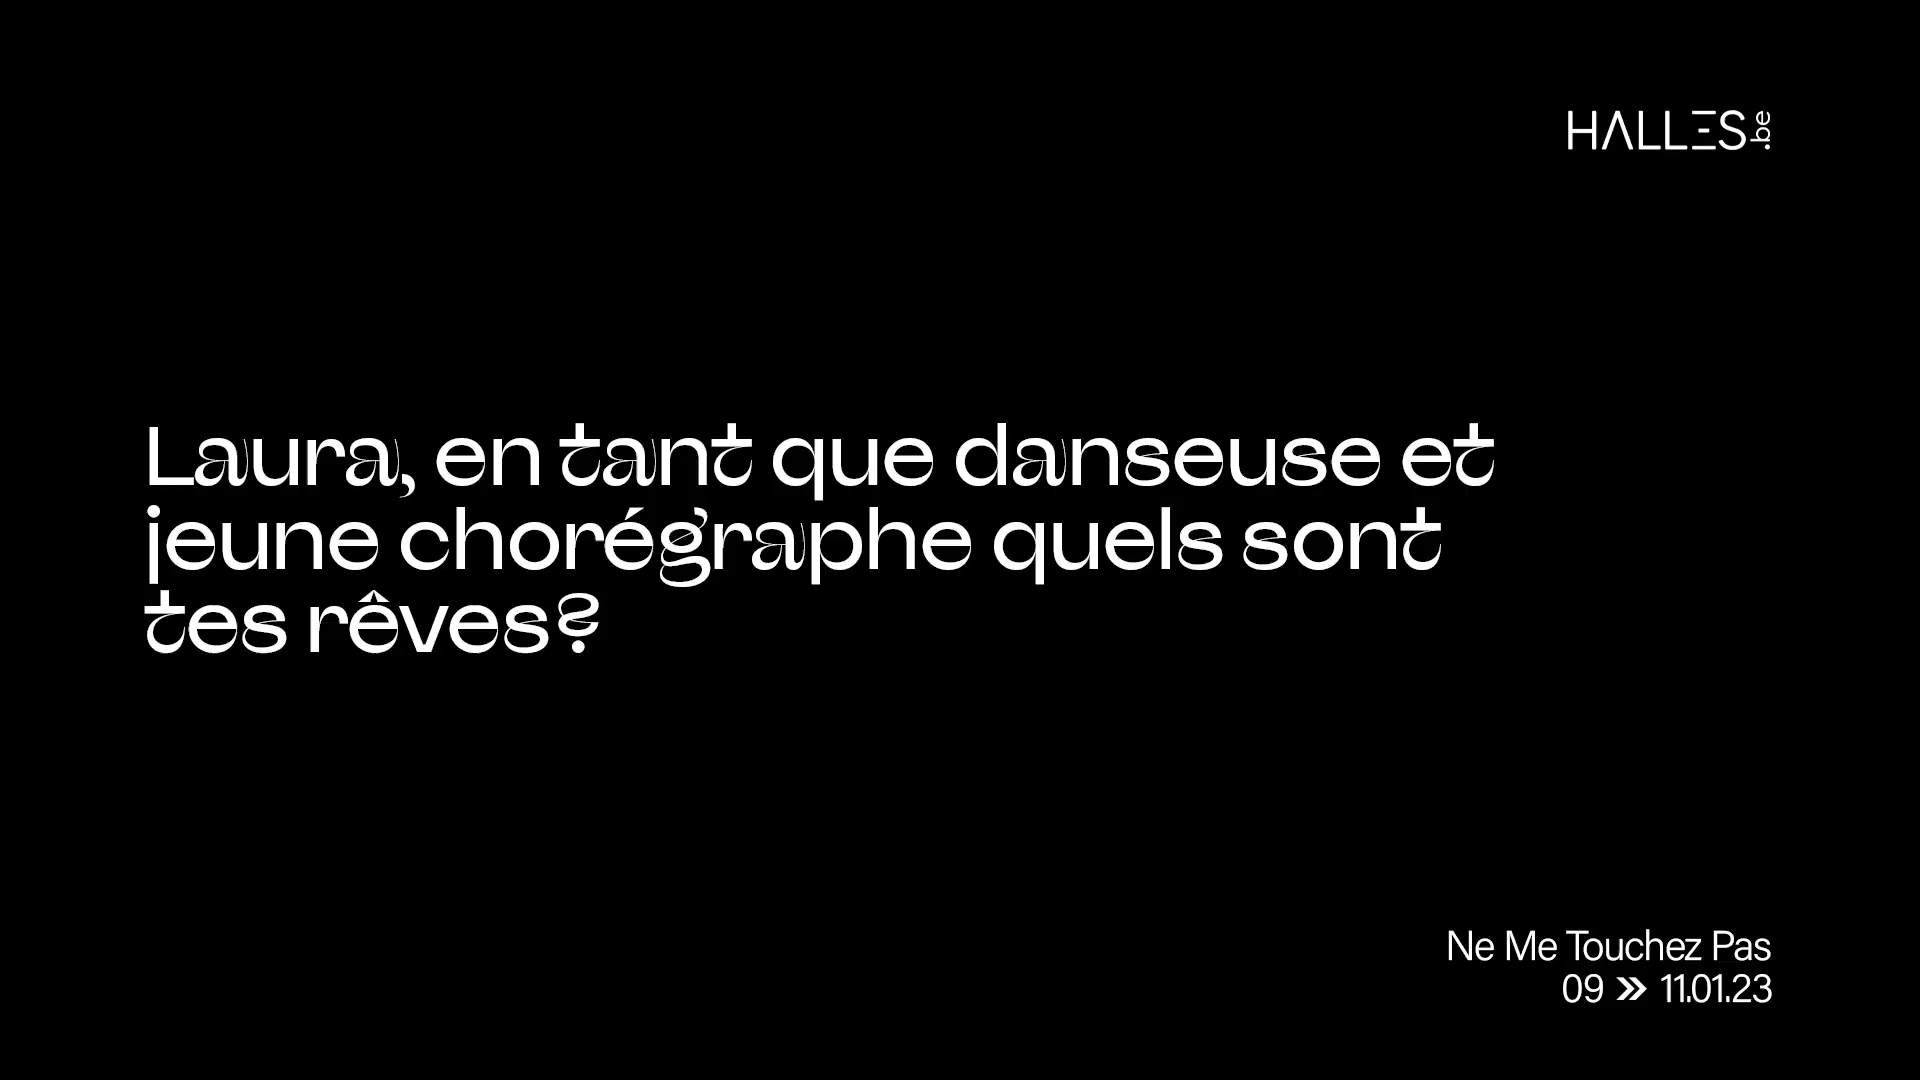 HALLES.be
Laura, en tant que danseuse et
jeune chorégraphe quels sont
tes rêves?
Ne Me Touchez Pas
09 » 11.01.23